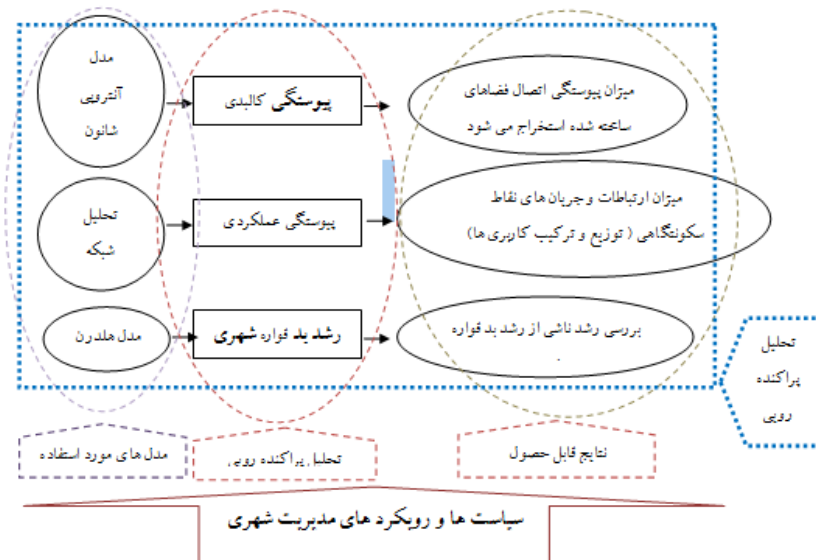 مدل
آنتروپی
شانون
پیوستگی کالبدی
میزان پیوستگی اتصال فضاهای
ساخته شده استخراج می شود
تحلیل
شبکه
پیوستگی عملکردی
میزان ارتباطات و جریان های نقاط
سکونتگاهی ( توزیع و ترکیب کاربری ها)
مدل هلدرن
رشد بد قواره شهری
بررسی رشد ناشی از رشد بد قواره
.
تحلیل
پراکنده
رویی
مدل های مورد استفاده
تحلیل پراکنده رویی
نتایج قابل حصول
سیاست ها و رویکرد های مدیریت شهری